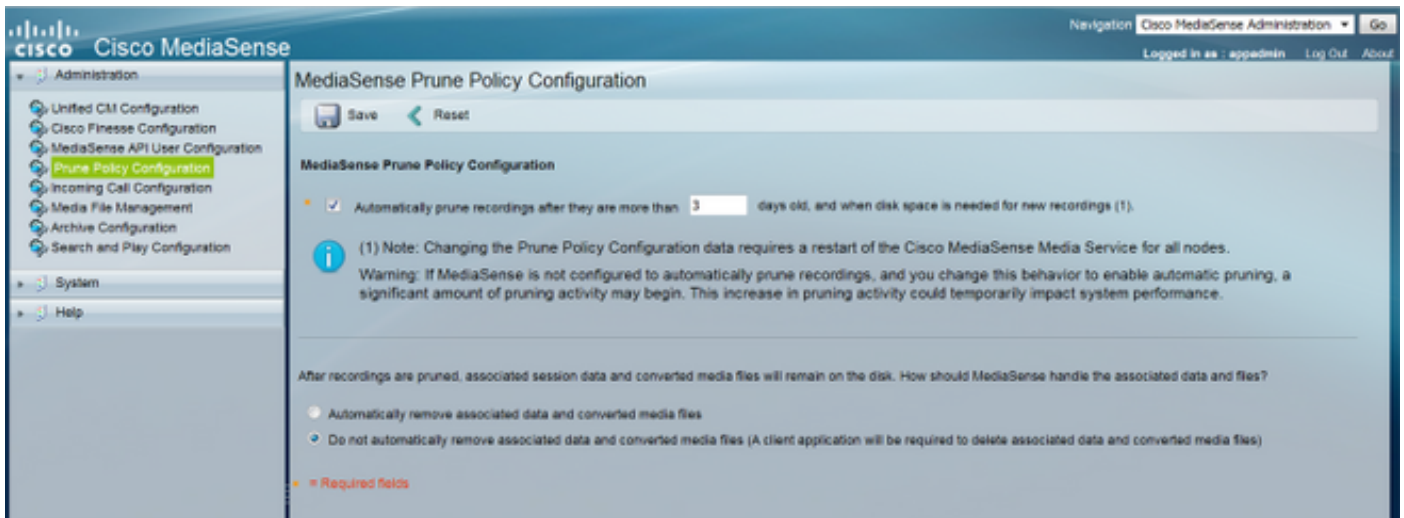 Navigation Cisco MediaSense Administration Go
CISCO Cisco MediaSense
Logged in as : appadmin Log Out About
Administration
Unified CM Configuration
Cisco Finesse Configuration
MediaSense API User Configuration
Prune Policy Configuration
Incoming Call Configuration
Media File Management
Archive Configuration
Search and Play Configuration
System
Help
MediaSense Prune Policy Configuration
Save Reset
MediaSense Prune Policy Configuration
* Automatically prune recordings after they are more than 3 days old, and when disk space is needed for new recordings (1).
(1) Note: Changing the Prune Policy Configuration data requires a restart of the Cisco MediaSense Media Service for all nodes.
Warning: If MediaSense is not configured to automatically prune recordings, and you change this behavior to enable automatic pruning, a
significant amount of pruning activity may begin. This increase in pruning activity could temporarily impact system performance.
After recordings are pruned, associated session data and converted media files will remain on the disk. How should MediaSense handle the associated data and files?
Automatically remove associated data and converted media files
Do not automatically remove associated data and converted media files (A client application will be required to delete associated data and converted media files)
* = Required fields